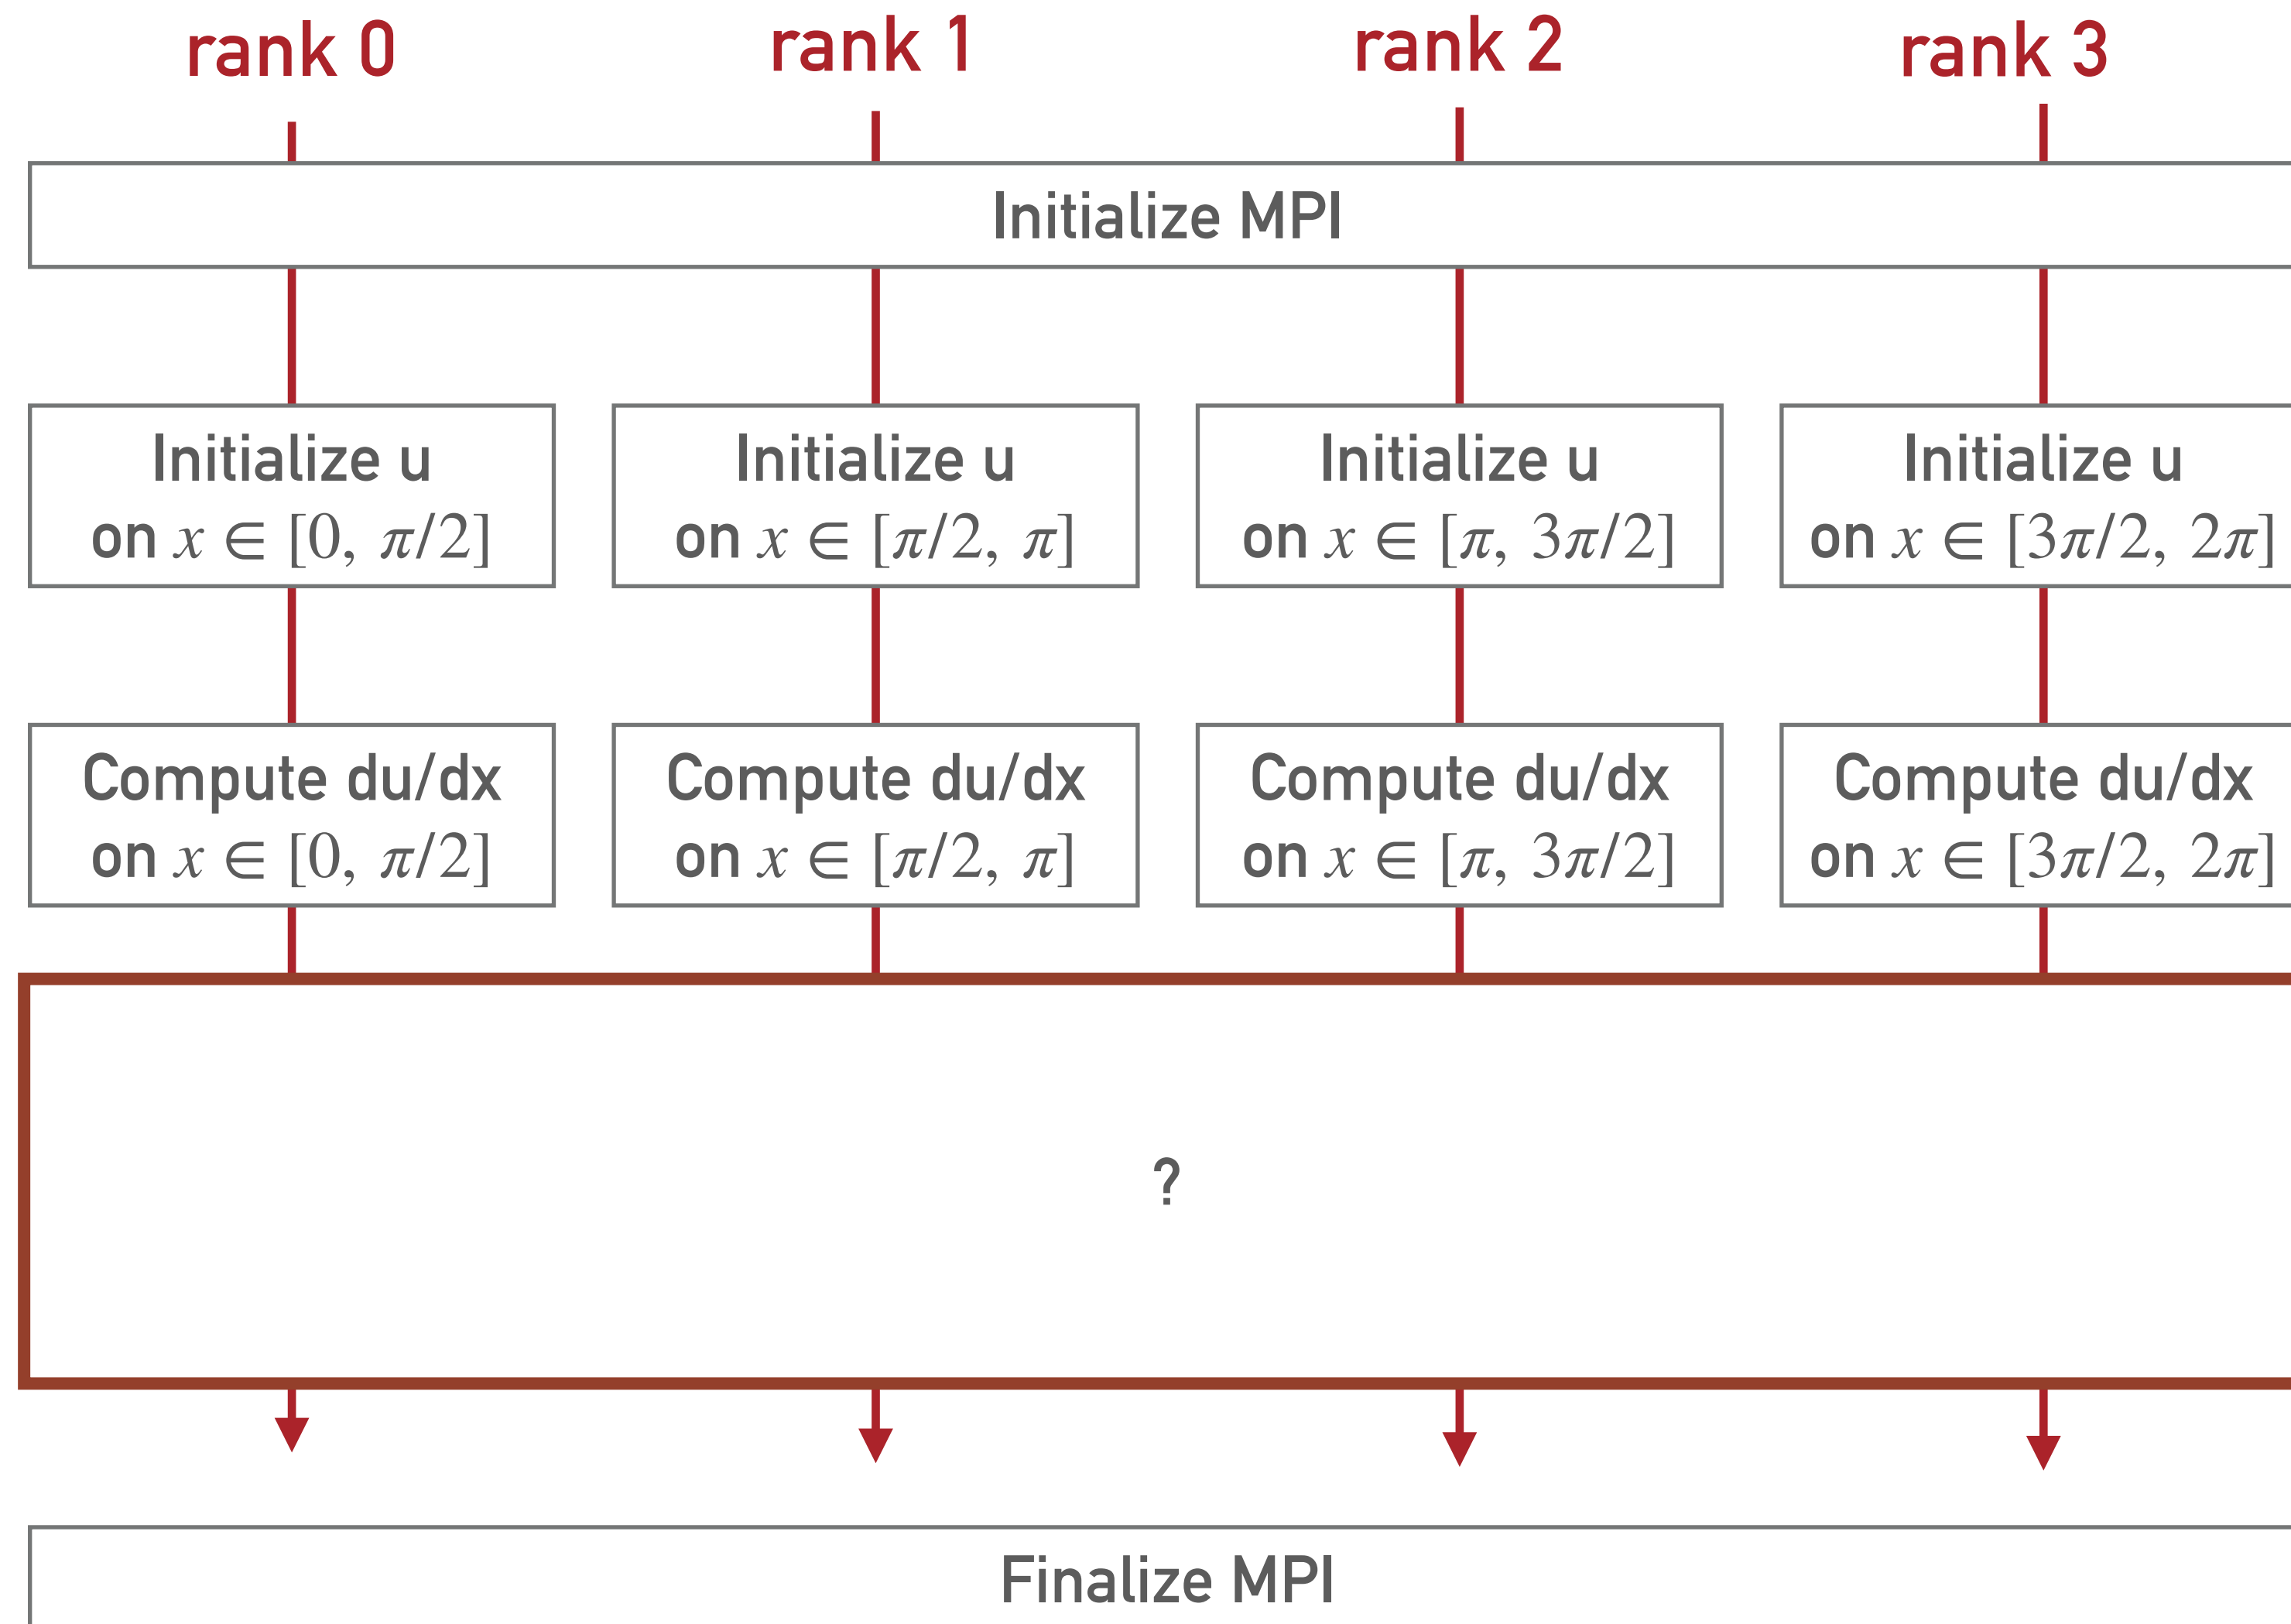 rank 0
rank 1
rank 2
rank 3
Initialize MPI
Initialize u
on x ∈ [0, π/2]
Initialize u
on x ∈ [π/2, π]
Initialize u
on x ∈ [π, 3π/2]
Initialize u
on x ∈ [3π/2, 2π]
Compute du/dx
on x ∈ [0, π/2]
Compute du/dx
on x ∈ [π/2, π]
Compute du/dx
on x ∈ [π, 3π/2]
Compute du/dx
on x ∈ [3π/2, 2π]
?
Finalize MPI